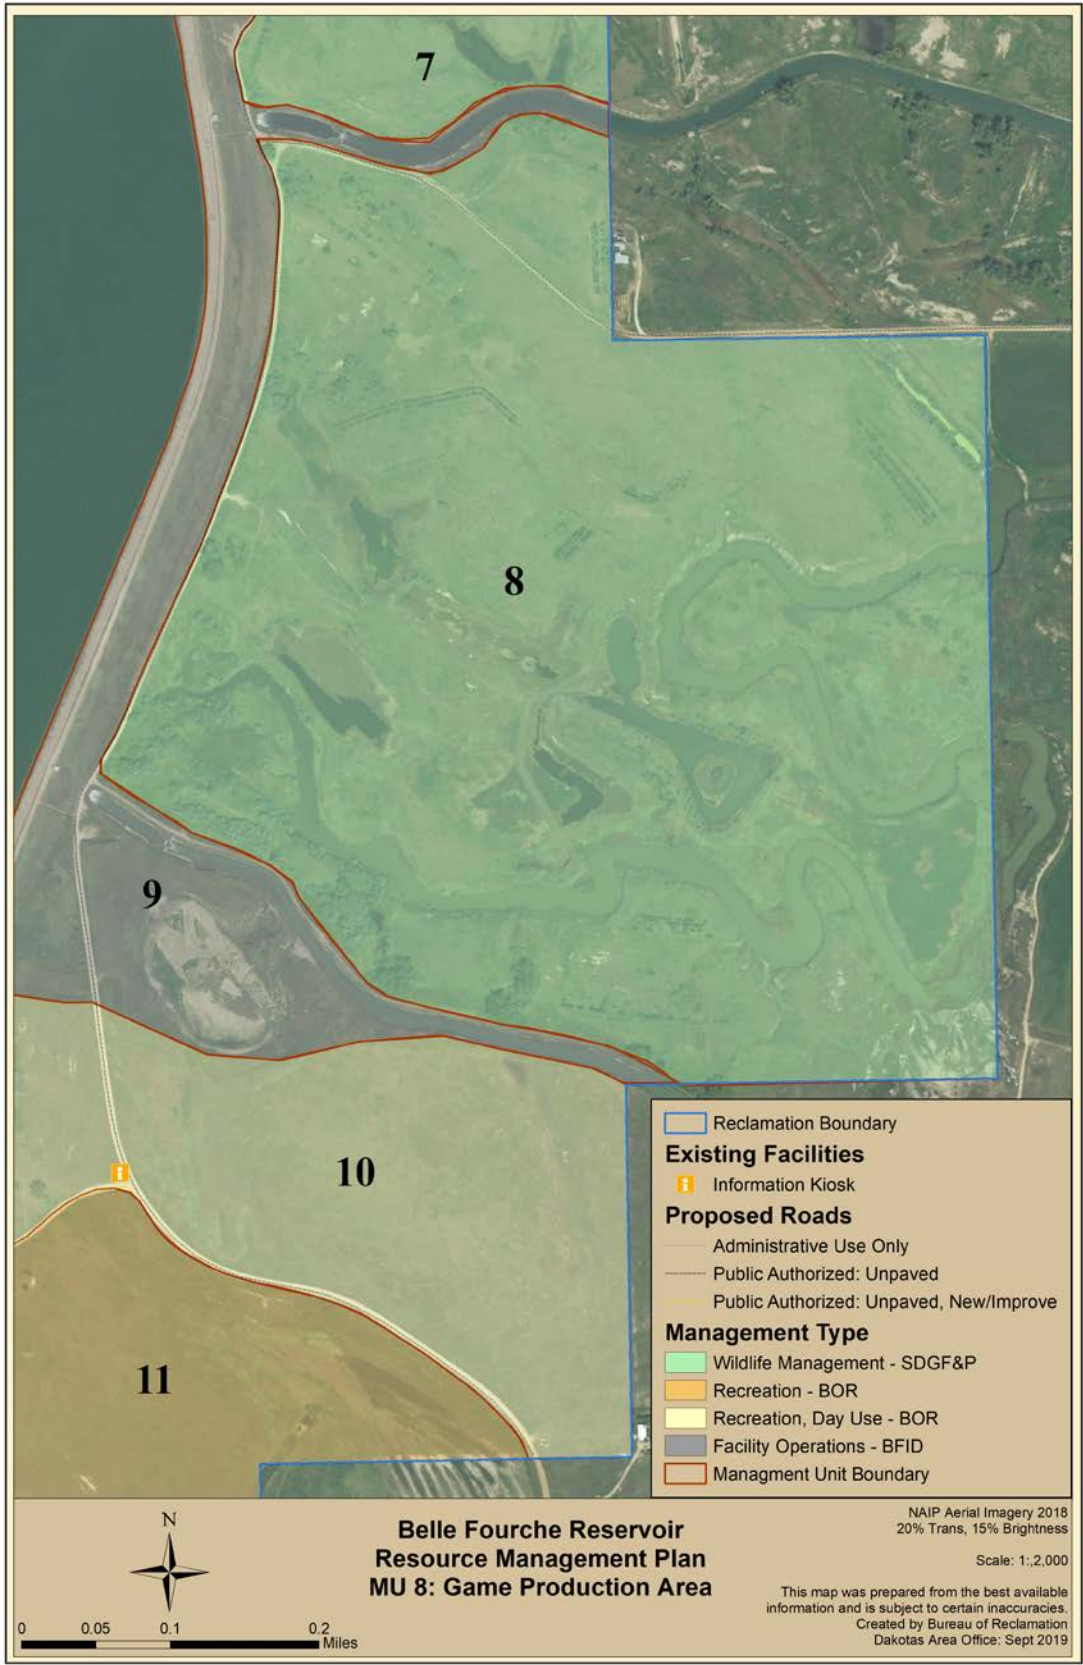 7
8
9
10
11
Reclamation Boundary
Existing Facilities
i Information Kiosk
Proposed Roads
Administrative Use Only
Public Authorized: Unpaved
Public Authorized: Unpaved, New/Improve
Management Type
Wildlife Management - SDGF&P
Recreation - BOR
Recreation, Day Use - BOR
Facility Operations - BFID
Managment Unit Boundary
N
0 0.05 0.1 0.2
Miles
Belle Fourche Reservoir
Resource Management Plan
MU 8: Game Production Area
NAIP Aerial Imagery 2018
20% Trans, 15% Brightness
Scale: 1:,2,000
This map was prepared from the best available
information and is subject to certain inaccuracies.
Created by Bureau of Reclamation
Dakotas Area Office: Sept 2019